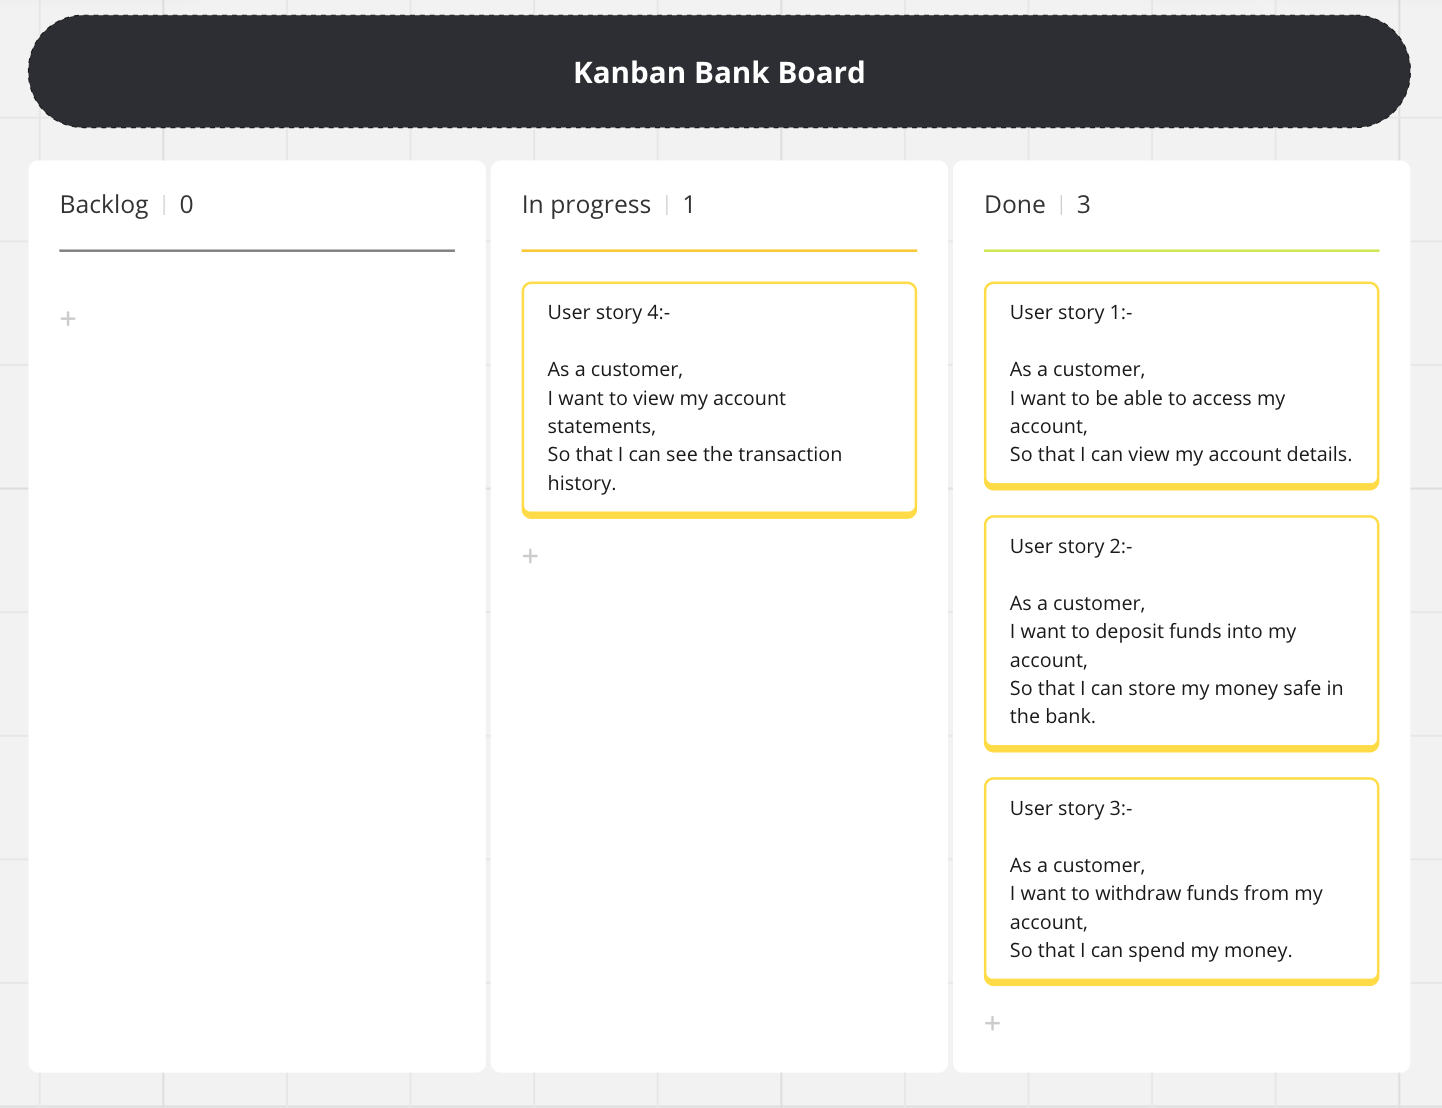 Kanban Bank Board
Backlog | 0
+
In progress | 1
User story 4:-
As a customer,
I want to view my account
statements,
So that I can see the transaction
history.
+
Done | 3
User story 1:-
As a customer,
I want to be able to access my
account,
So that I can view my account details.
User story 2:-
As a customer,
I want to deposit funds into my
account,
So that I can store my money safe in
the bank.
User story 3:-
As a customer,
I want to withdraw funds from my
account,
So that I can spend my money.
+